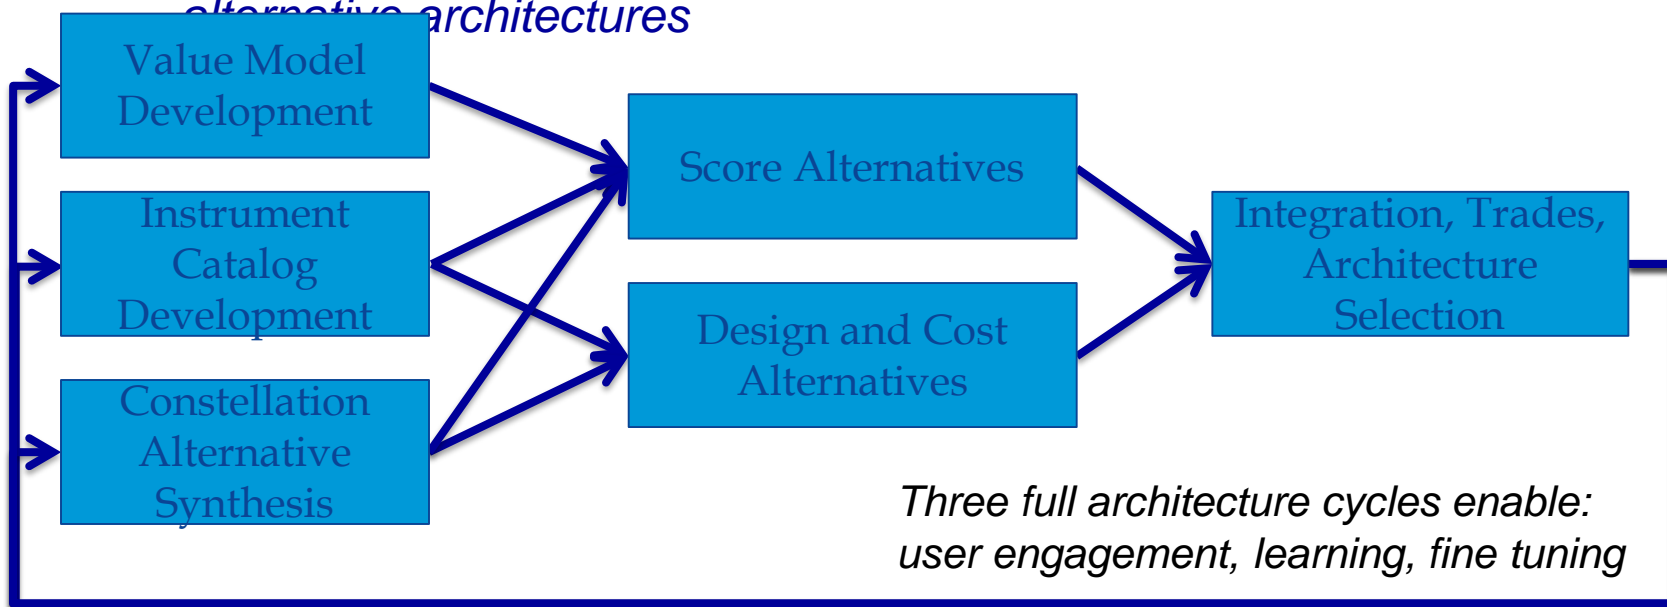 alternative architectures
Value Model
Development
Instrument
Catalog
Development
Constellation
Alternative
Synthesis
Score Alternatives
Design and Cost
Alternatives
Integration, Trades,
Architecture
Selection
Three full architecture cycles enable:
user engagement, learning, fine tuning